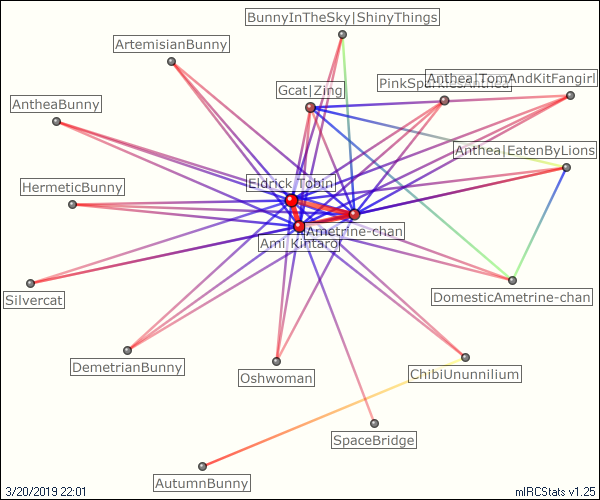 BunnyInTheSky|ShinyThings
ArtemisianBunny
Anthea|TomAndKitFangirl
Gcat|Zing
AntheaBunny
Anthea|EatenByLions
Eldrick Tobin
HermeticBunny
Ametrine-chan
Ami Kintaro
Silvercat
DomesticAmetrine-chan
DemetrianBunny
Oshwoman
ChibiUnunnilium
SpaceBridge
AutumnBunny
3/20/2019 22:01
mIRCStats v1.25